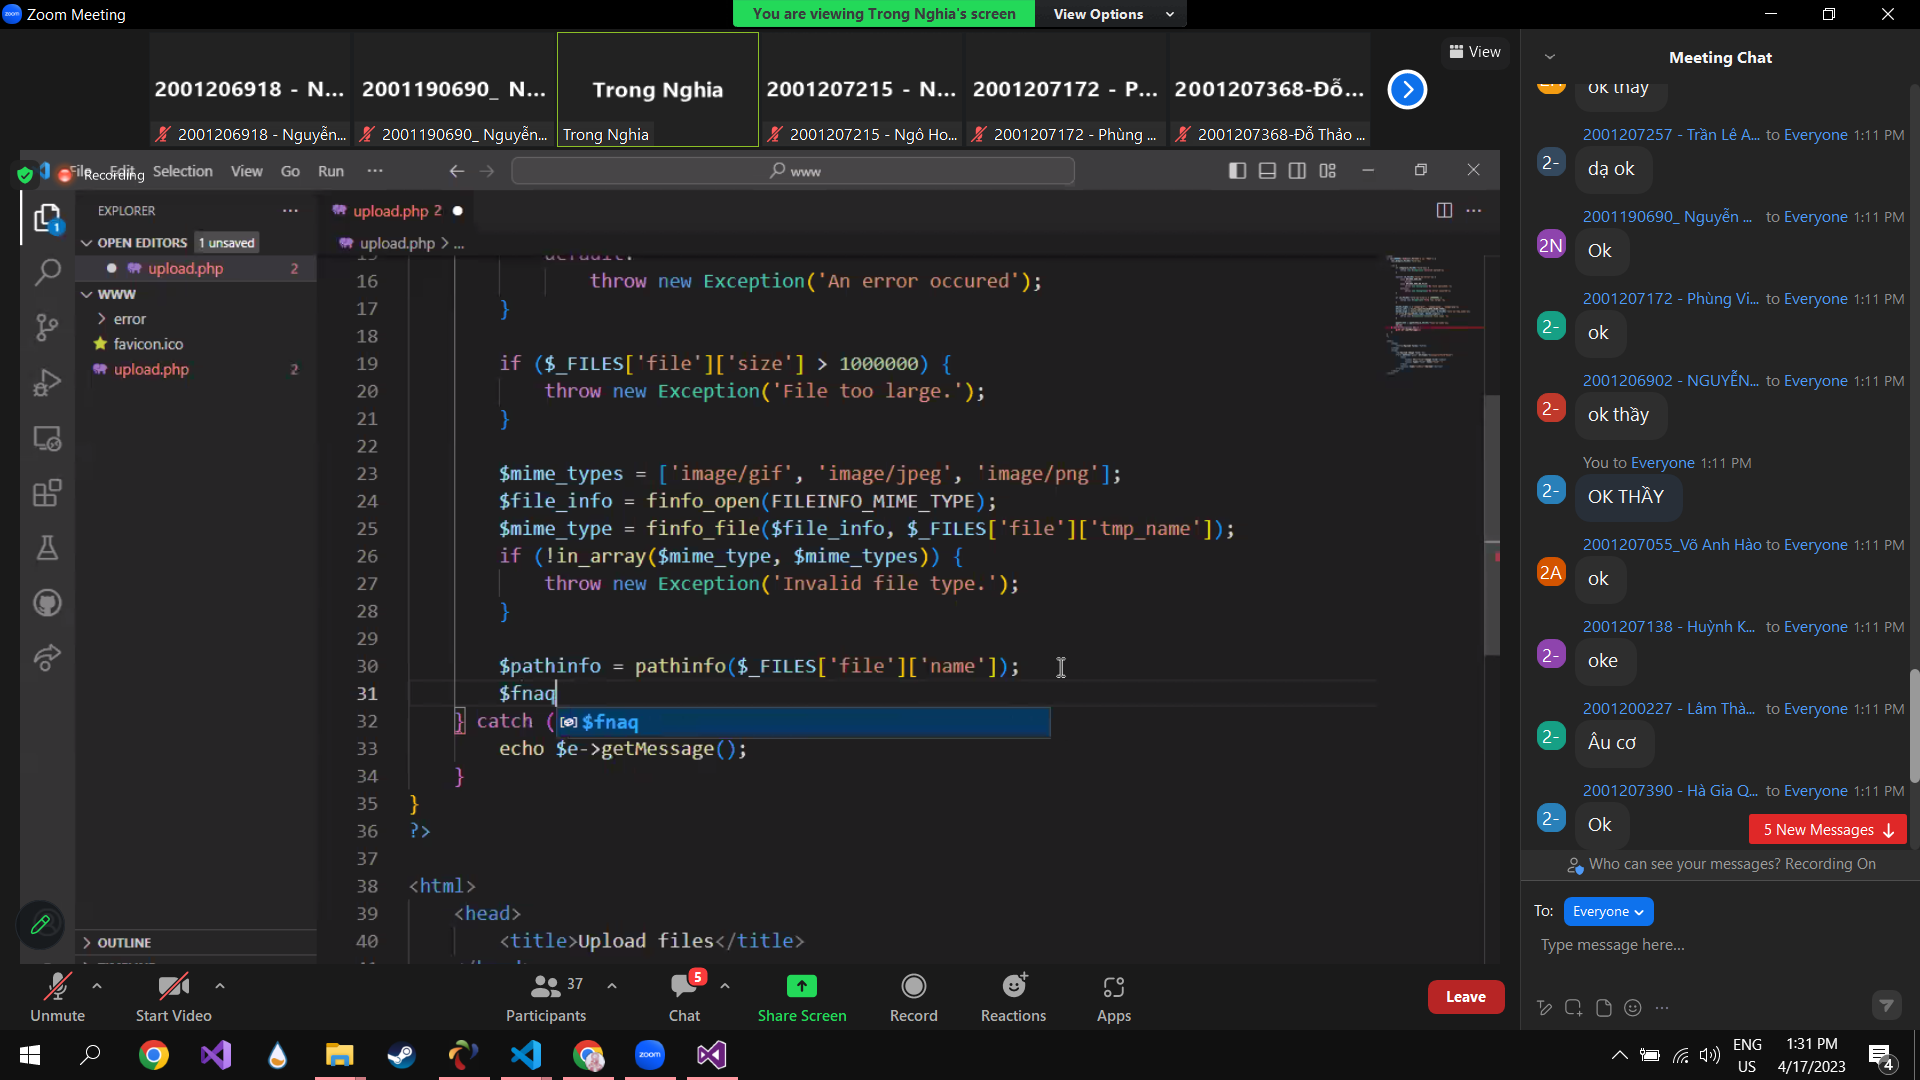 Zoom Meeting
You are viewing Trong Nghia's screen
View Options
2001206918 - N...
2001190690_ N...
Trong Nghia
2001207215 - N...
2001207172 - P...
2001207368-Đỗ...
View
2001206918 - Nguyễn...
2001190690_ Nguyễn...
Trong Nghia
2001207215 - Ngô Ho...
2001207172 - Phùng ...
2001207368-Đỗ Thảo ...
Recording
Selection View Go Run ...
www
EXPLORER
upload.php 2
OPEN EDITORS 1 unsaved
upload.php > ...
upload.php 2
WWW
error
favicon.ico
upload.php 2
OUTLINE
1
default:
16 throw new Exception('An error occured');
17 }
18
19 if ($_FILES['file']['size'] > 1000000) {
20 throw new Exception('File too large.');
21 }
22
23 $mime_types = ['image/gif', 'image/jpeg', 'image/png'];
24 $file_info = finfo_open(FILEINFO_MIME_TYPE);
25 $mime_type = finfo_file($file_info, $_FILES['file']['tmp_name']);
26 if (!in_array($mime_type, $mime_types)) {
27 throw new Exception('Invalid file type.');
28 }
29
30 $pathinfo = pathinfo($_FILES['file']['name']);
31 $fnaq
32 } catch ( $fnaq
33 echo $e->getMessage();
34 }
35 }
36 ?>
37
38 <html>
39 <head>
40 <title>Upload files</title>
Meeting Chat
ok thầy
2001207257 - Trần Lê A... to Everyone 1:11 PM
2- dạ ok
2001190690_ Nguyễn ... to Everyone 1:11 PM
2N Ok
2001207172 - Phùng Vi... to Everyone 1:11 PM
2- ok
2001206902 - NGUYỄN... to Everyone 1:11 PM
2- ok thầy
You to Everyone 1:11 PM
2- OK THẦY
2001207055_Võ Anh Hào to Everyone 1:11 PM
2A ok
2001207138 - Huỳnh K... to Everyone 1:11 PM
2- oke
2001200227 - Lâm Thà... to Everyone 1:11 PM
2- Âu cơ
2001207390 - Hà Gia Q... to Everyone 1:11 PM
2- Ok
5 New Messages
Who can see your messages? Recording On
To: Everyone
Type message here...
Unmute
Start Video
37
Participants
5
Chat
Share Screen
Record
Reactions
Apps
Leave
zoom
ENG
US
1:31 PM
4/17/2023
4